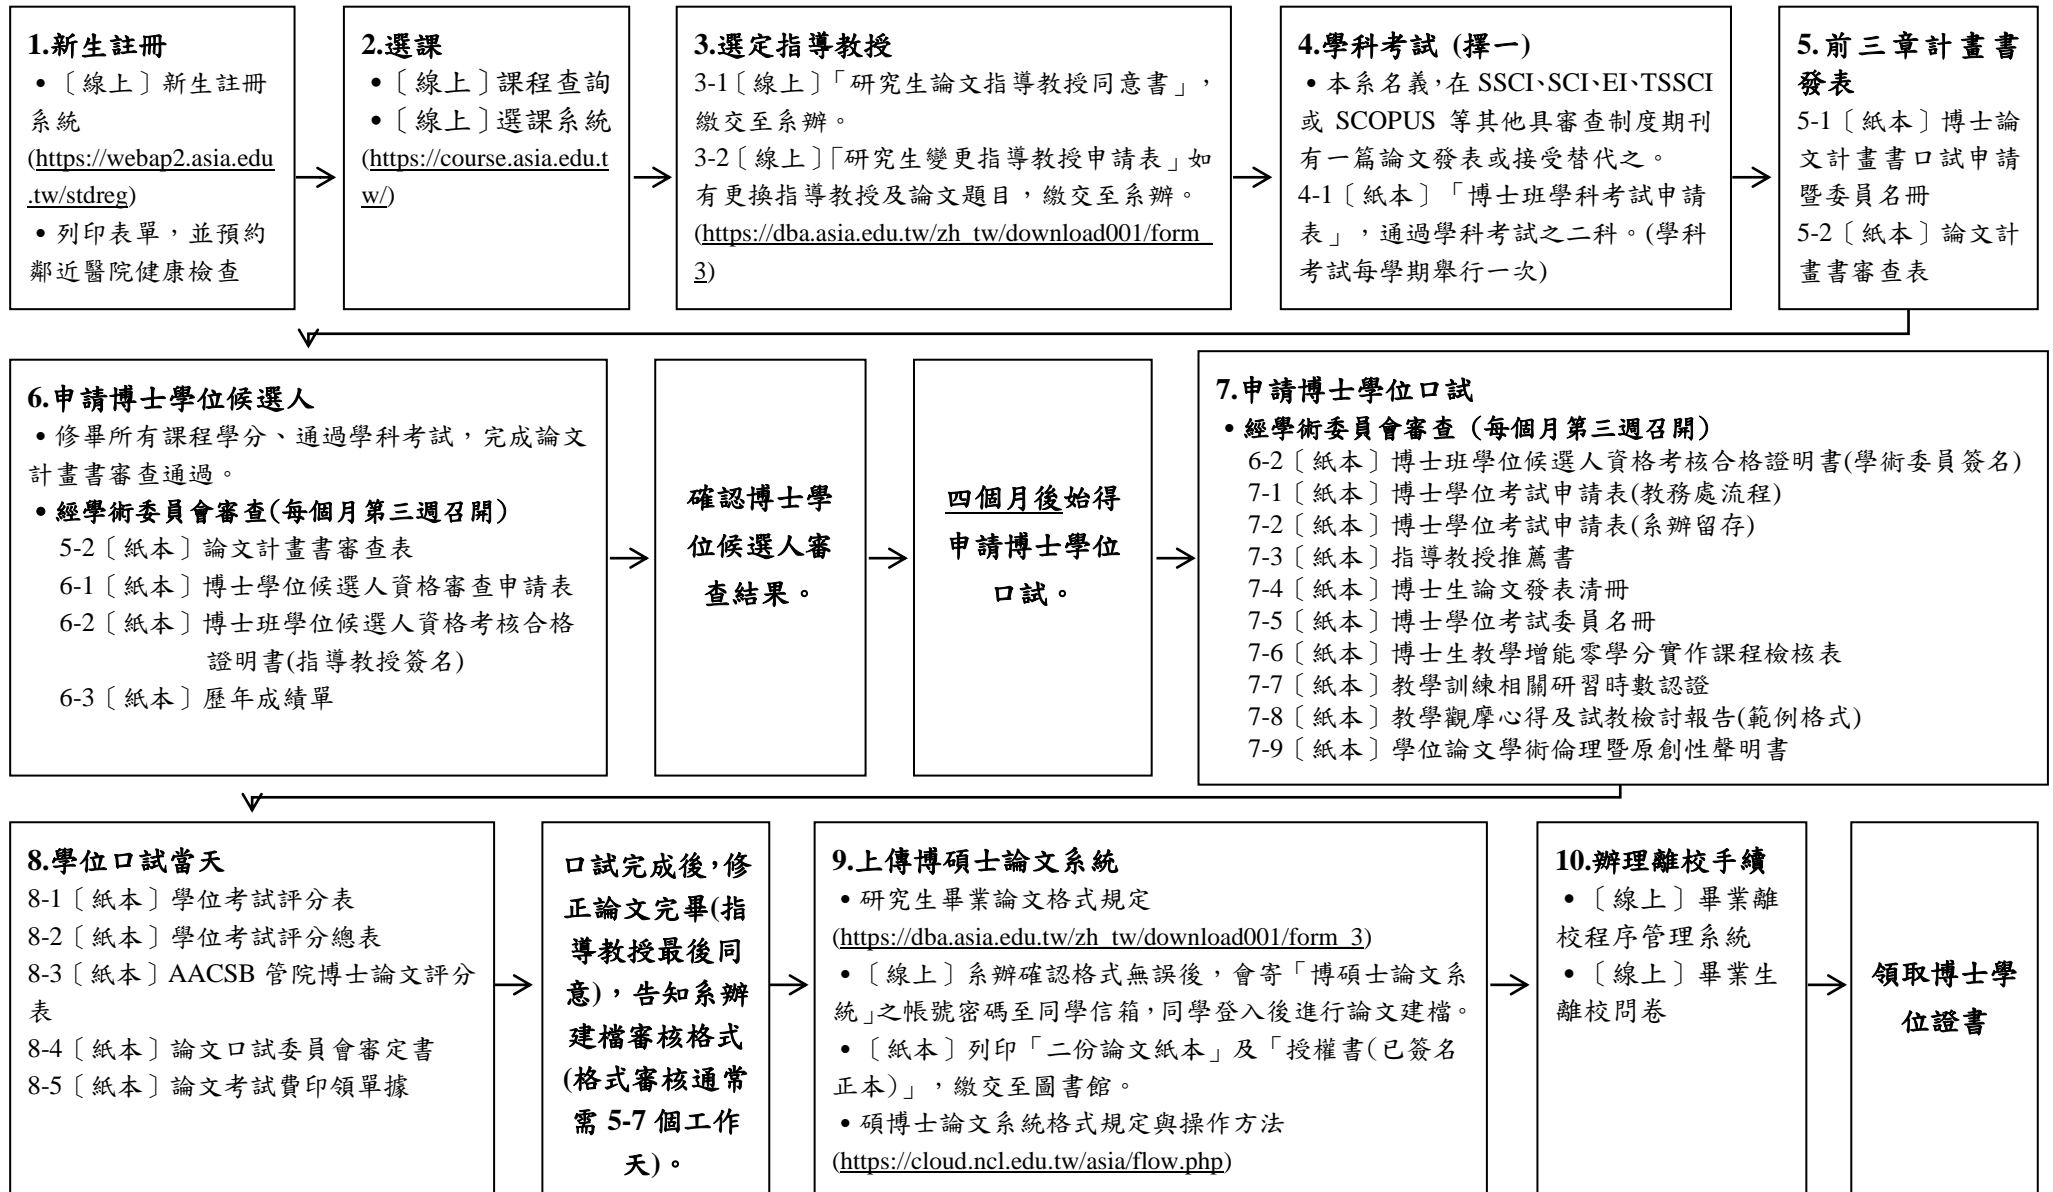 1.新生註冊
•〔線上〕新生註冊
系統
(https://webap2.asia.edu
.tw/stdreg)
•列印表單，並預約
鄰近醫院健康檢查
2.選課
•〔線上〕課程查詢
•〔線上〕選課系統
(https://course.asia.edu.t
w/)
3.選定指導教授
3-1〔線上〕「研究生論文指導教授同意書」，
繳交至系辦。
3-2〔線上〕「研究生變更指導教授申請表」如
有更換指導教授及論文題目，繳交至系辦。
(https://dba.asia.edu.tw/zh_tw/download001/form_
3)
4.學科考試 (擇一)
•本系名義，在 SSCI、SCI、EI、TSSCI
或 SCOPUS 等其他具審查制度期刊
有一篇論文發表或接受替代之。
4-1〔紙本〕「博士班學科考試申請
表」，通過學科考試之二科。(學科
考試每學期舉行一次)
5.前三章計畫書
發表
5-1〔紙本〕博士論
文計畫書口試申請
暨委員名冊
5-2〔紙本〕論文計
畫書審查表
6.申請博士學位候選人
•修畢所有課程學分、通過學科考試，完成論文
計畫書審查通過。
•經學術委員會審查(每個月第三週召開)
5-2〔紙本〕論文計畫書審查表
6-1〔紙本〕博士學位候選人資格審查申請表
6-2〔紙本〕博士班學位候選人資格考核合格
證明書(指導教授簽名)
6-3〔紙本〕歷年成績單
確認博士學
位候選人審
查結果。
四個月後始得
申請博士學位
口試。
7.申請博士學位口試
•經學術委員會審查 (每個月第三週召開)
6-2〔紙本〕博士班學位候選人資格考核合格證明書(學術委員簽名)
7-1〔紙本〕博士學位考試申請表(教務處流程)
7-2〔紙本〕博士學位考試申請表(系辦留存)
7-3〔紙本〕指導教授推薦書
7-4〔紙本〕博士生論文發表清冊
7-5〔紙本〕博士學位考試委員名冊
7-6〔紙本〕博士生教學增能零學分實作課程檢核表
7-7〔紙本〕教學訓練相關研習時數認證
7-8〔紙本〕教學觀摩心得及試教檢討報告(範例格式)
7-9〔紙本〕學位論文學術倫理暨原創性聲明書
8.學位口試當天
8-1〔紙本〕學位考試評分表
8-2〔紙本〕學位考試評分總表
8-3〔紙本〕AACSB 管院博士論文評分
表
8-4〔紙本〕論文口試委員會審定書
8-5〔紙本〕論文考試費印領單據
口試完成後，修
正論文完畢(指
導教授最後同
意)，告知系辦
建檔審核格式
(格式審核通常
需 5-7 個工作
天)。
9.上傳博碩士論文系統
•研究生畢業論文格式規定
(https://dba.asia.edu.tw/zh_tw/download001/form_3)
•〔線上〕系辦確認格式無誤後，會寄「博碩士論文系
統」之帳號密碼至同學信箱，同學登入後進行論文建檔。
•〔紙本〕列印「二份論文紙本」及「授權書(已簽名
正本)」，繳交至圖書館。
•碩博士論文系統格式規定與操作方法
(https://cloud.ncl.edu.tw/asia/flow.php)
10.辦理離校手續
•〔線上〕畢業離
校程序管理系統
•〔線上〕畢業生
離校問卷
領取博士學
位證書